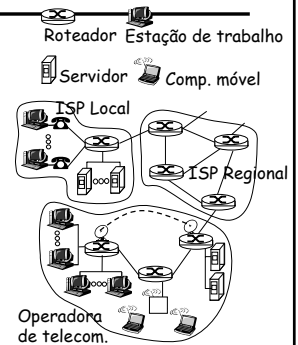 Roteador Estação de trabalho
Servidor Comp. móvel
ISP Local
ISP Regional
Operadora
de telecom.